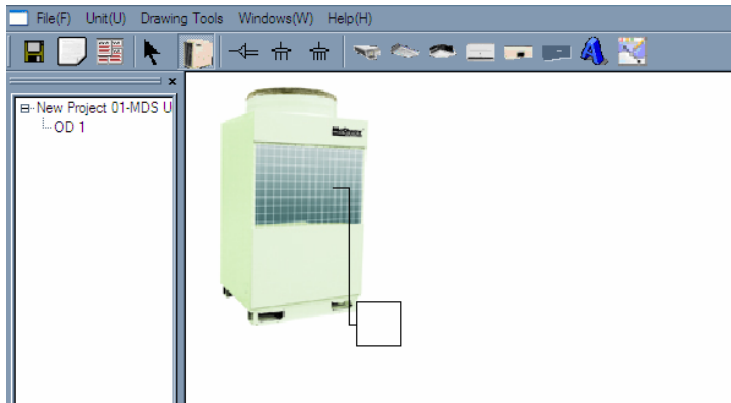 File(F) Unit(U) Drawing Tools Windows(W) Help(H)
New Project 01-MDS U
OD 1